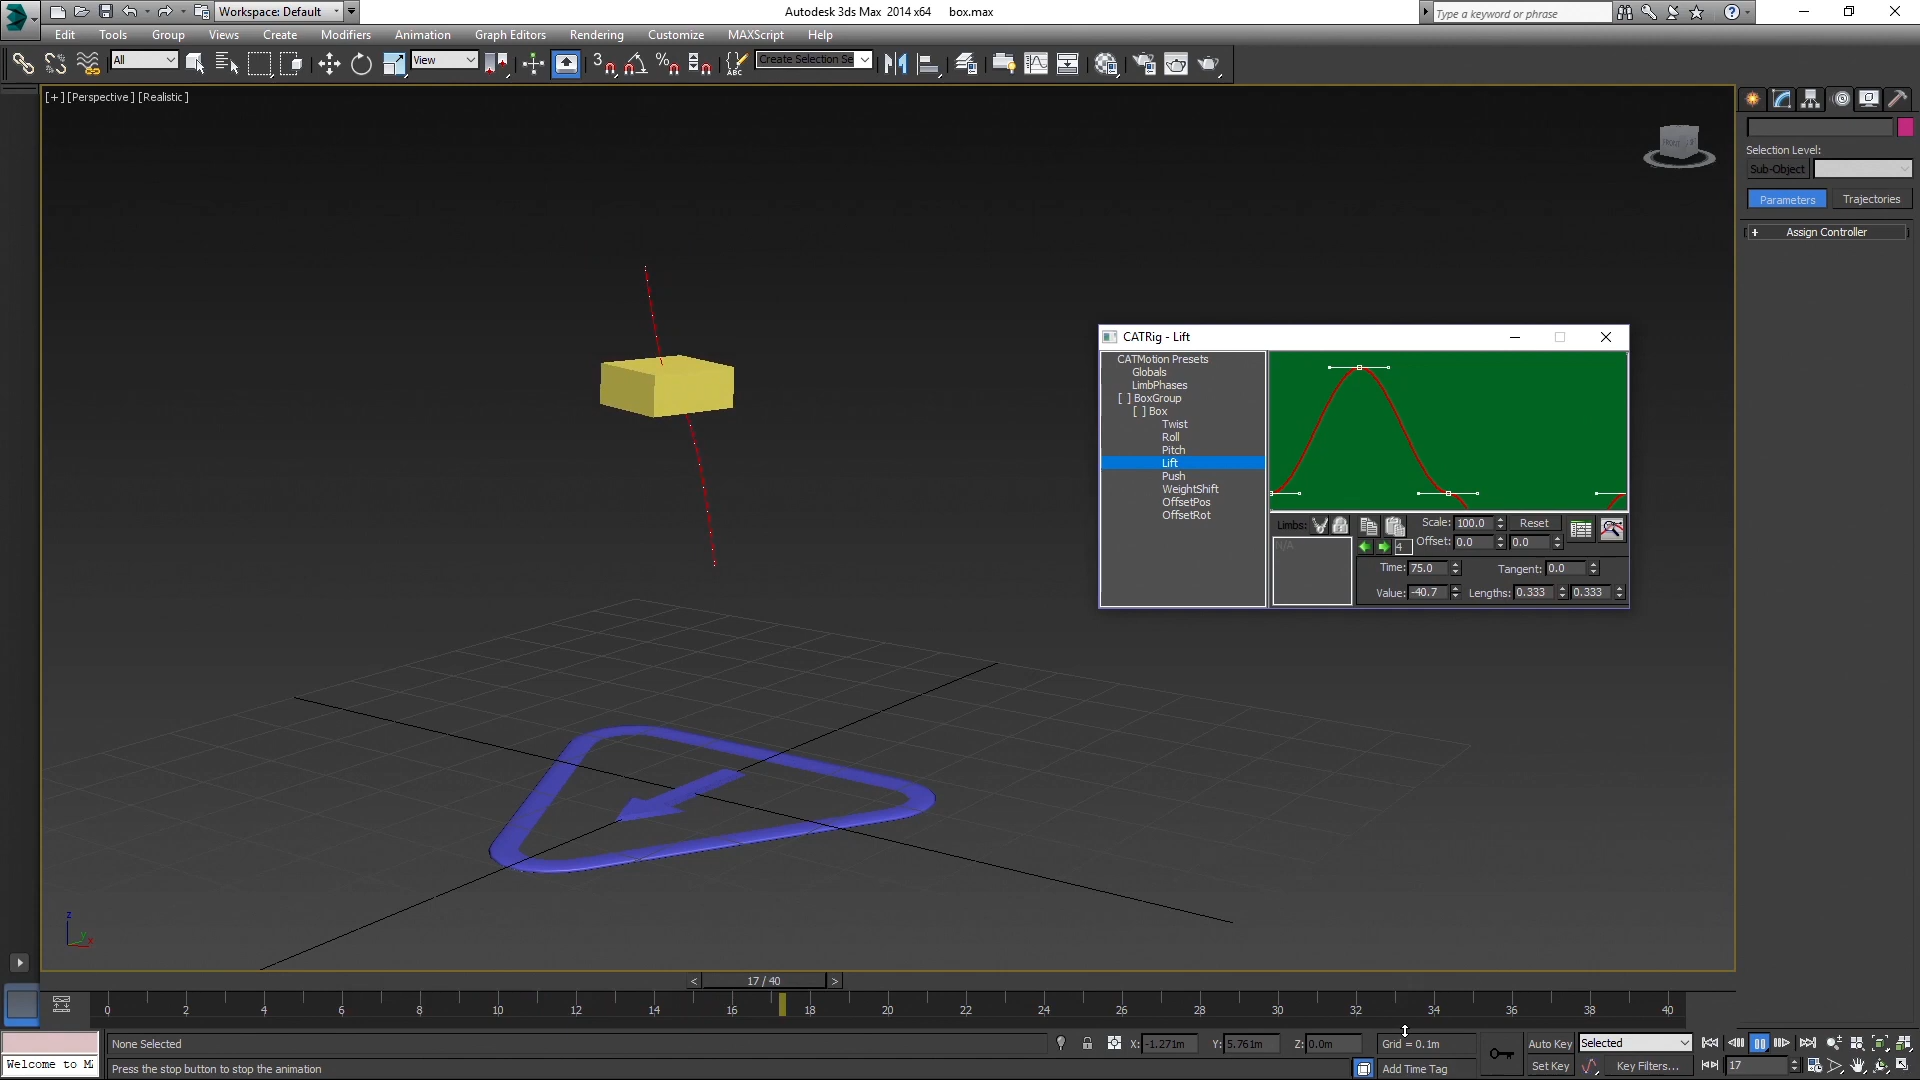 Workspace: Default
Autodesk 3ds Max 2014 x64 box.max
Type a keyword or phrase
Edit Tools Group Views Create Modifiers Animation Graph Editors Rendering Customize MAXScript Help
All
View
Create Selection Se
[+] [Perspective] [Realistic]
Selection Level:
Sub-Object
Parameters Trajectories
+ Assign Controller
CATRig - Lift
CATMotion Presets
Globals
LimbPhases
[ ] BoxGroup
[ ] Box
Twist
Roll
Pitch
Lift
Push
WeightShift
OffsetPos
OffsetRot
Limbs:
N/A
Scale: 100.0 Reset
4 Offset: 0.0 0.0
Time: 75.0 Tangent: 0.0
Value: -40.7 Lengths: 0.333 0.333
z
y
x
< 17 / 40 >
0 2 4 6 8 10 12 14 16 18 20 22 24 26 28 30 32 34 36 38 40
None Selected
X: -1.271m Y: 5.761m Z: 0.0m Grid = 0.1m
Auto Key Selected
Welcome to M
Press the stop button to stop the animation
Add Time Tag
Set Key Key Filters... 17